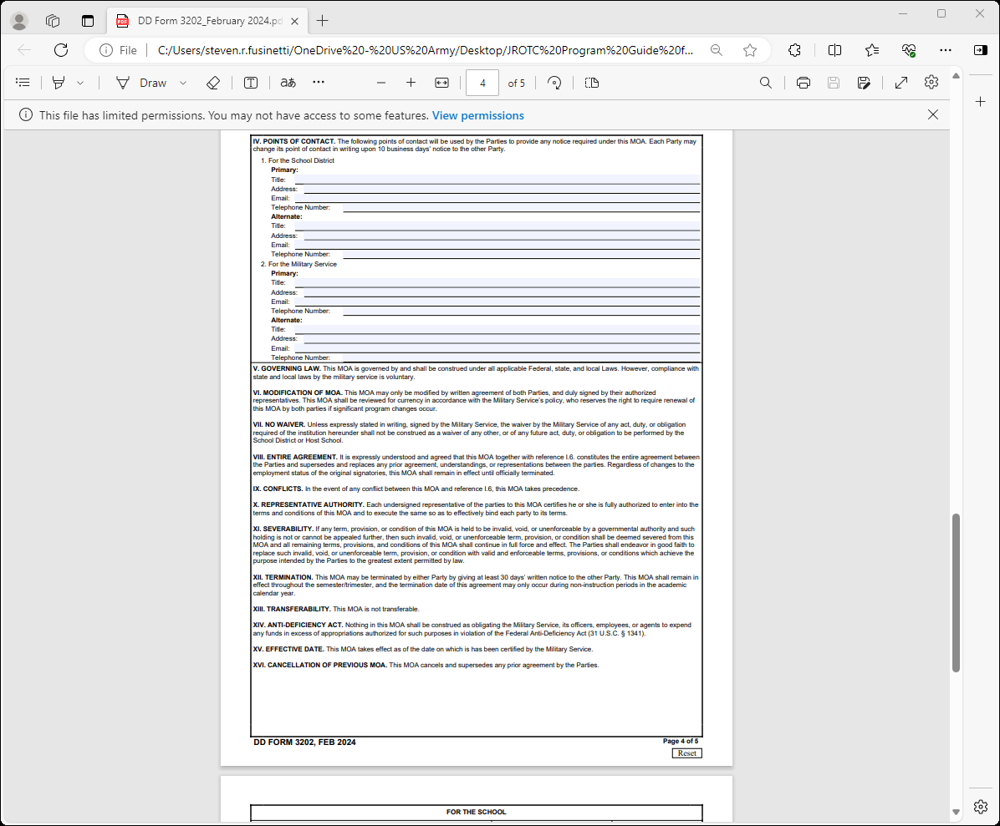 DD Form 3202_February 2024.pd
File
C:/Users/steven.r.fusinetti/OneDrive%20-%20US%20Army/Desktop/JROTC%20Program%20Guide%20f...
Draw
aあ
4
of 5
This file has limited permissions. You may not have access to some features. View permissions
IV. POINTS OF CONTACT. The following points of contact will be used by the Parties to provide any notice required under this MOA. Each Party may
change its point of contact in writing upon 10 business days' notice to the other Party.
1. For the School District
Primary:
Title:
Address:
Email:
Telephone Number:
Alternate:
Title:
Address:
Email:
Telephone Number:
2. For the Military Service
Primary:
Title:
Address:
Email:
Telephone Number:
Alternate:
Title:
Address:
Email:
Telephone Number:
V. GOVERNING LAW. This MOA is governed by and shall be construed under all applicable Federal, state, and local Laws. However, compliance with
state and local laws by the military service is voluntary.
VI. MODIFICATION OF MOA. This MOA may only be modified by written agreement of both Parties, and duly signed by their authorized
representatives. This MOA shall be reviewed for currency in accordance with the Military Service's policy, who reserves the right to require renewal of
this MOA by both parties if significant program changes occur.
VII. NO WAIVER. Unless expressly stated in writing, signed by the Military Service, the waiver by the Military Service of any act, duty, or obligation
required of the institution hereunder shall not be construed as a waiver of any other, or of any future act, duty, or obligation to be performed by the
School District or Host School.
VIII. ENTIRE AGREEMENT. It is expressly understood and agreed that this MOA together with reference I.6. constitutes the entire agreement between
the Parties and supersedes and replaces any prior agreement, understandings, or representations between the parties. Regardless of changes to the
employment status of the original signatories, this MOA shall remain in effect until officially terminated.
IX. CONFLICTS. In the event of any conflict between this MOA and reference I.6, this MOA takes precedence.
X. REPRESENTATIVE AUTHORITY. Each undersigned representative of the parties to this MOA certifies he or she is fully authorized to enter into the
terms and conditions of this MOA and to execute the same so as to effectively bind each party to its terms.
XI. SEVERABILITY. If any term, provision, or condition of this MOA is held to be invalid, void, or unenforceable by a governmental authority and such
holding is not or cannot be appealed further, then such invalid, void, or unenforceable term, provision, or condition shall be deemed severed from this
MOA and all remaining terms, provisions, and conditions of this MOA shall continue in full force and effect. The Parties shall endeavor in good faith to
replace such invalid, void, or unenforceable term, provision, or condition with valid and enforceable terms, provisions, or conditions which achieve the
purpose intended by the Parties to the greatest extent permitted by law.
XII. TERMINATION. This MOA may be terminated by either Party by giving at least 30 days' written notice to the other Party. This MOA shall remain in
effect throughout the semester/trimester, and the termination date of this agreement may only occur during non-instruction periods in the academic
calendar year.
XIII. TRANSFERABILITY. This MOA is not transferable.
XIV. ANTI-DEFICIENCY ACT. Nothing in this MOA shall be construed as obligating the Military Service, its officers, employees, or agents to expend
any funds in excess of appropriations authorized for such purposes in violation of the Federal Anti-Deficiency Act (31 U.S.C. § 1341).
XV. EFFECTIVE DATE. This MOA takes effect as of the date on which is has been certified by the Military Service.
XVI. CANCELLATION OF PREVIOUS MOA. This MOA cancels and supersedes any prior agreement by the Parties.
DD FORM 3202, FEB 2024
Page 4 of 5
Reset
FOR THE SCHOOL